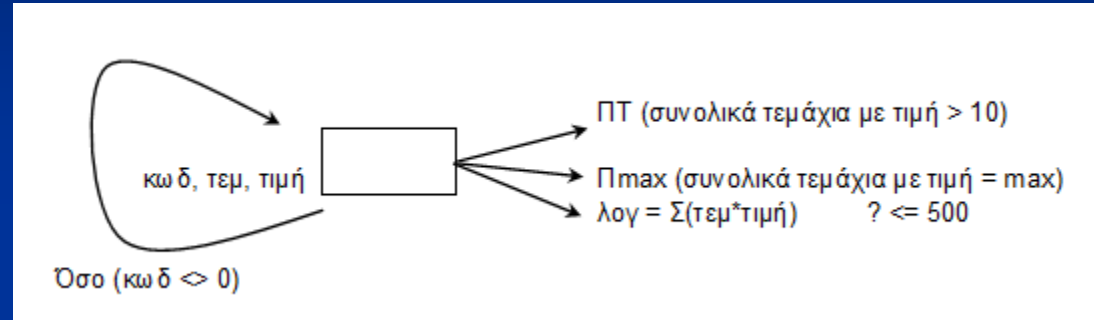 ΠΤ (συνολικά τεμάχια με τιμή > 10)
κωδ, τεμ, τιμή
Πmax (συνολικά τεμάχια με τιμή = max)
λογ = Σ(τεμ*τιμή) ? <= 500
Όσο (κωδ <> 0)